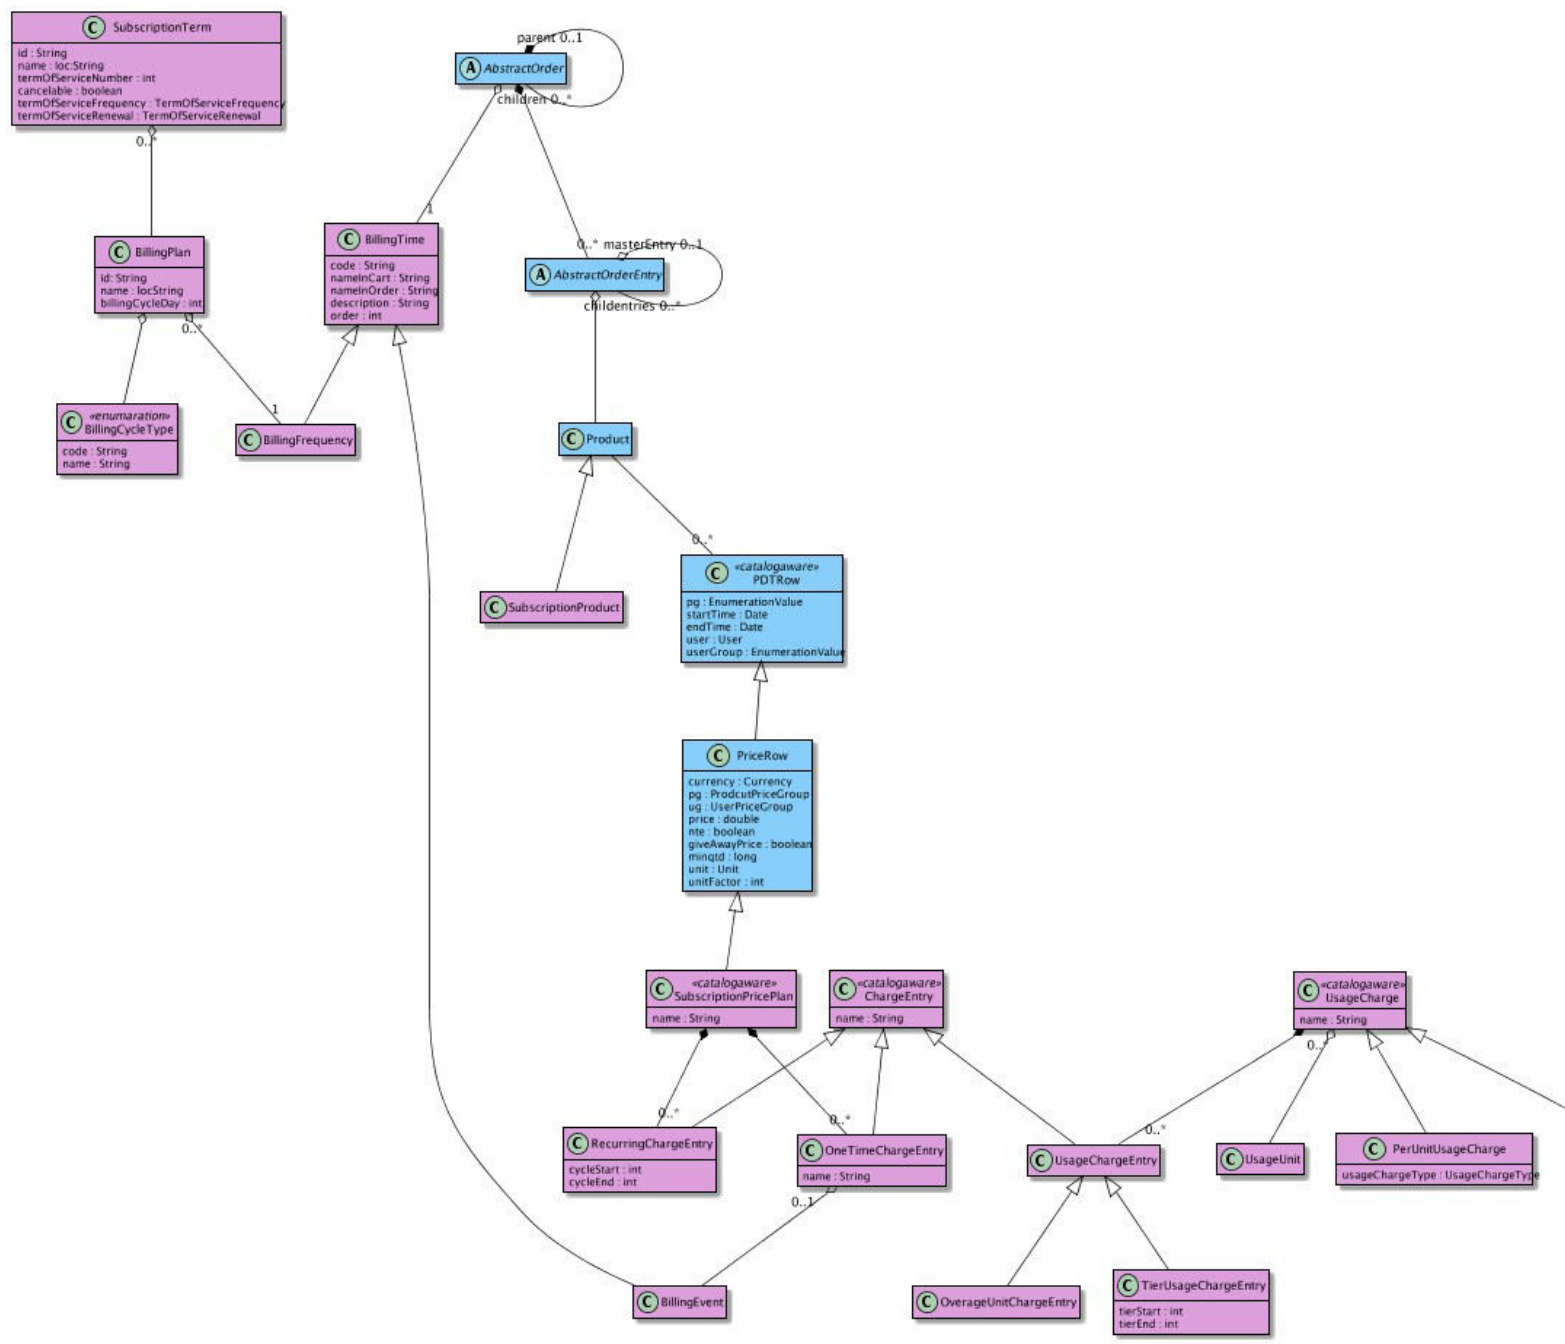 C SubscriptionTerm
id : String
name : loc:String
termOfServiceNumber : int
cancelable : boolean
termOfServiceFrequency : TermOfServiceFrequency
termOfServiceRenewal : TermOfServiceRenewal
0..*
parent 0..1
A AbstractOrder
children 0..*
C BillingPlan
id: String
name : locString
billingCycleDay : int
0..*
1
C BillingTime
code : String
nameInCart : String
nameInOrder : String
description : String
order : int
0..* masterEntry 0..1
A AbstractOrderEntry
childentries 0..*
C «enumaration»
BillingCycleType
code : String
name : String
1
C BillingFrequency
C Product
0..*
C SubscriptionProduct
C «catalogaware»
PDTRow
pg : EnumerationValue
startTime : Date
endTime : Date
user : User
userGroup : EnumerationValue
C PriceRow
currency : Currency
pg : ProdcutPriceGroup
ug : UserPriceGroup
price : double
nte : boolean
giveAwayPrice : boolean
minqtd : long
unit : Unit
unitFactor : int
C «catalogaware»
SubscriptionPricePlan
name : String
C «catalogaware»
ChargeEntry
name : String
C «catalogaware»
UsageCharge
name : String
0..*
0..*
0..*
0..*
C RecurringChargeEntry
cycleStart : int
cycleEnd : int
C OneTimeChargeEntry
name : String
0..1
C UsageChargeEntry
C UsageUnit
C PerUnitUsageCharge
usageChargeType : UsageChargeType
C BillingEvent
C OverageUnitChargeEntry
C TierUsageChargeEntry
tierStart : int
tierEnd : int